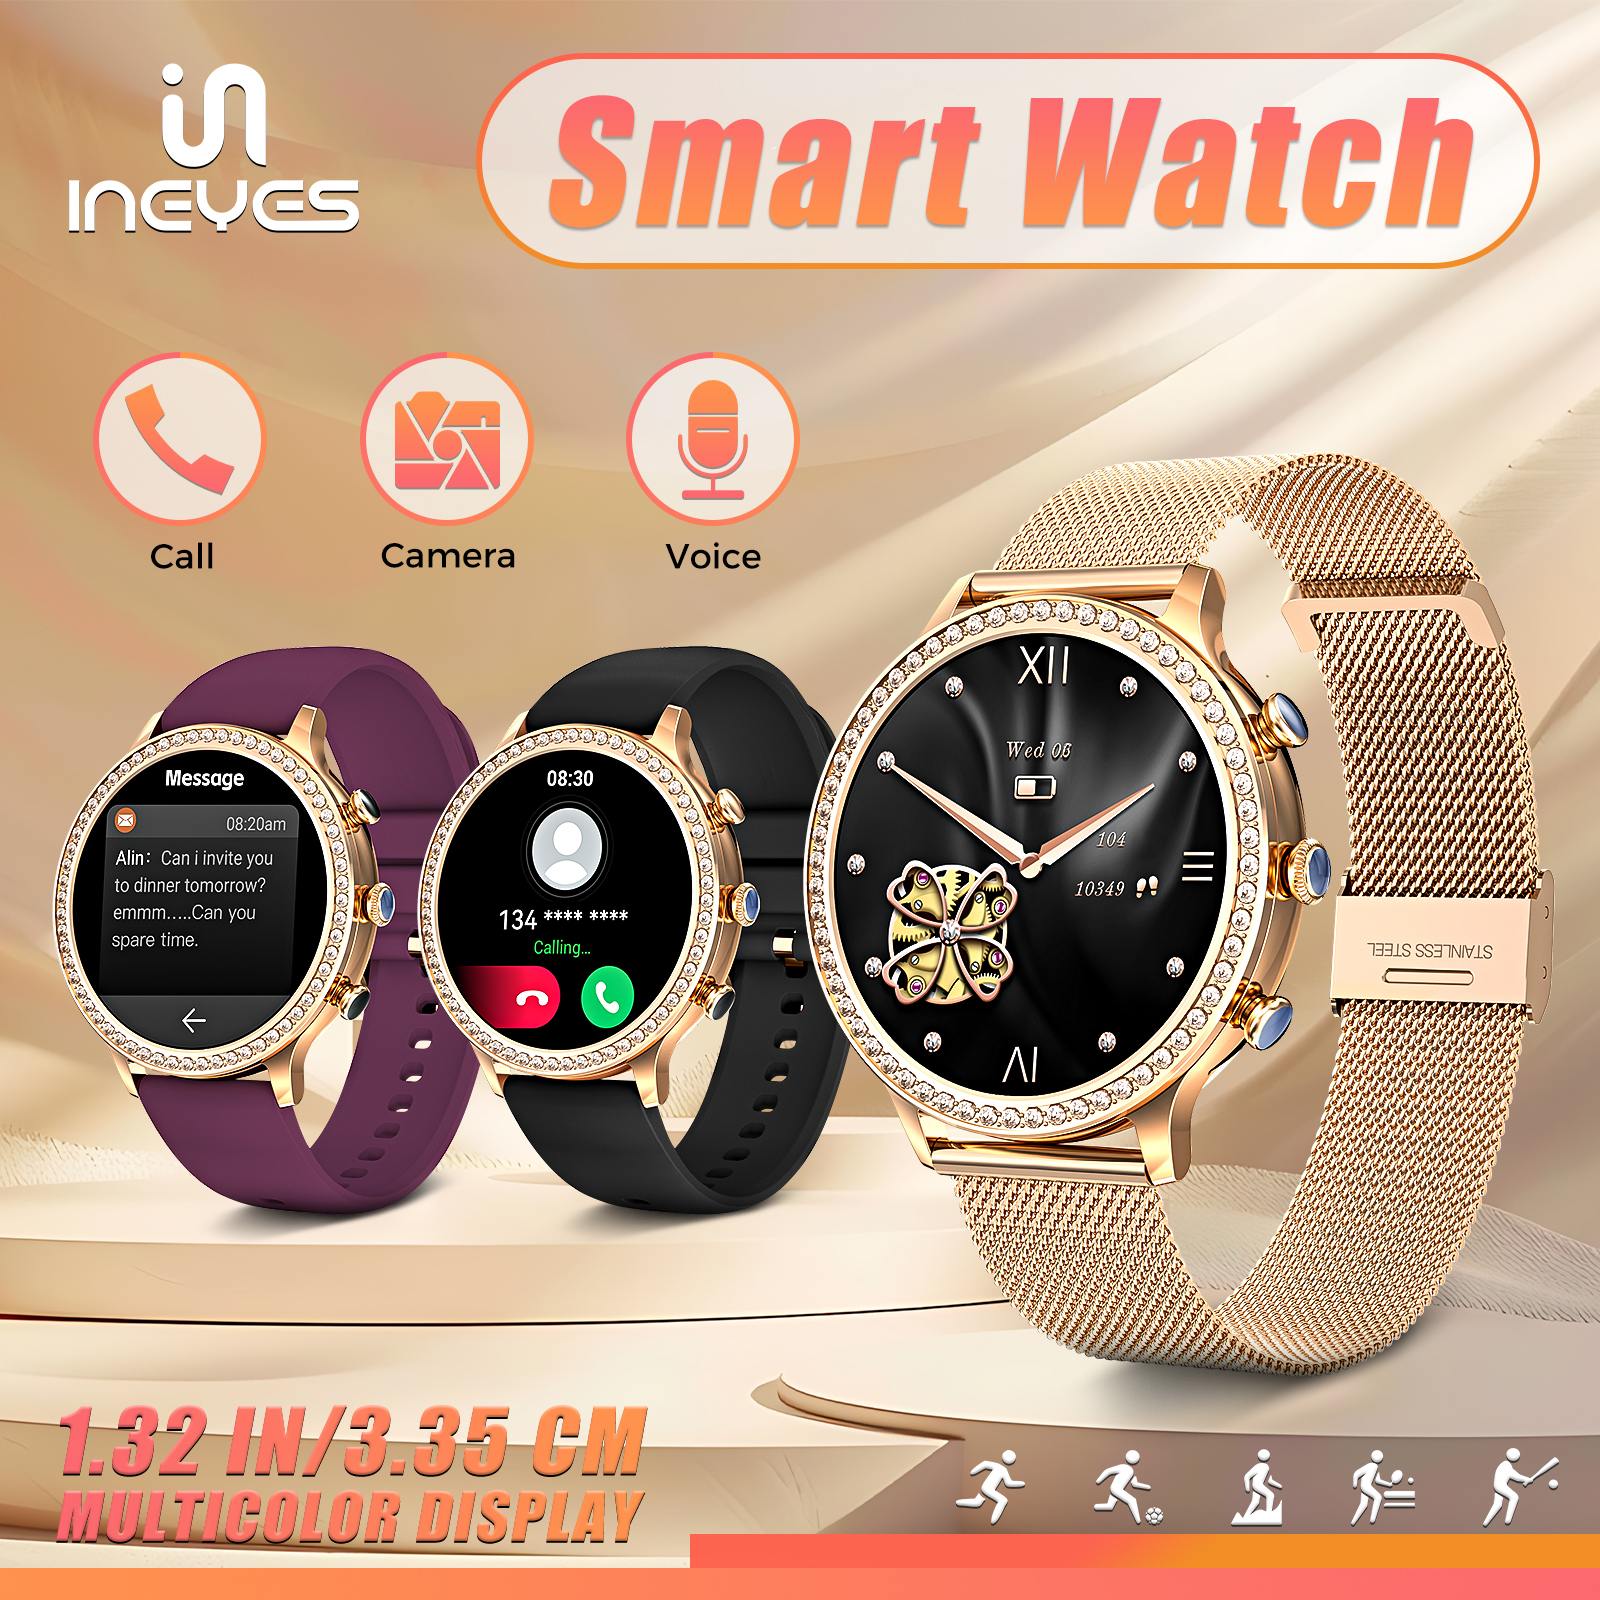 in
INEYES
Smart Watch
Call
Camera
Voice
Message
08:20am
Alin: Can i invite you
to dinner tomorrow?
emmm.....Can you
spare time.
08:30
134 **** ****
Calling...
XII
Wed 06
104
10349
III
VI
STAINLESS STEEL
1.32 IN/3.35 CM
MULTICOLOR DISPLAY